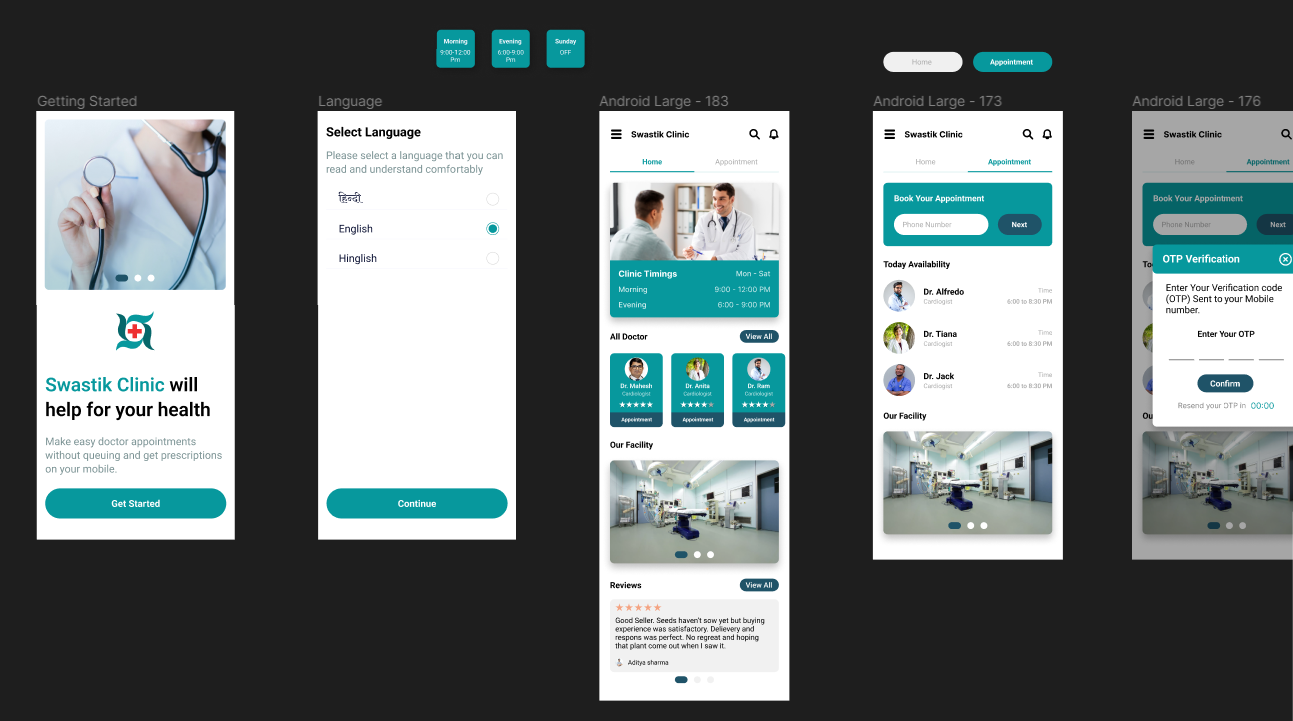 Morning
9:00-12:00
Pm
Evening
6:00-9:00
Pm
Sunday
OFF
Home
Appointment
Getting Started
Swastik Clinic will
help for your health
Make easy doctor appointments
without queuing and get prescriptions
on your mobile.
Get Started
Language
Select Language
Please select a language that you can
read and understand comfortably
हिन्दी
English
Hinglish
Continue
Android Large - 183
Swastik Clinic
Home
Appointment
Clinic Timings
Mon - Sat
Morning
9:00 - 12:00 PM
Evening
6:00 - 9:00 PM
All Doctor
View All
Dr. Mahesh
Cardiologist
Appointment
Dr. Anita
Cardiologist
Appointment
Dr. Ram
Cardiologist
Appointment
Our Facility
Reviews
View All
Good Seller. Seeds haven't sow yet but buying
experience was satisfactory. Delievery and
respons was perfect. No regreat and hoping
that plant come out when I saw it.
Aditya sharma
Android Large - 173
Swastik Clinic
Home
Appointment
Book Your Appointment
Phone Number
Next
Today Availability
Dr. Alfredo
Cardiologist
Time
6:00 to 8:30 PM
Dr. Tiana
Cardiologist
Time
6:00 to 8:30 PM
Dr. Jack
Cardiologist
Time
6:00 to 8:30 PM
Our Facility
Android Large - 176
Swastik Clinic
Home
Appointment
Book Your Appointment
Phone Number
Next
To
OTP Verification
Enter Your Verification code
(OTP) Sent to your Mobile
number.
Enter Your OTP
Confirm
Resend your OTP in 00:00
Ou